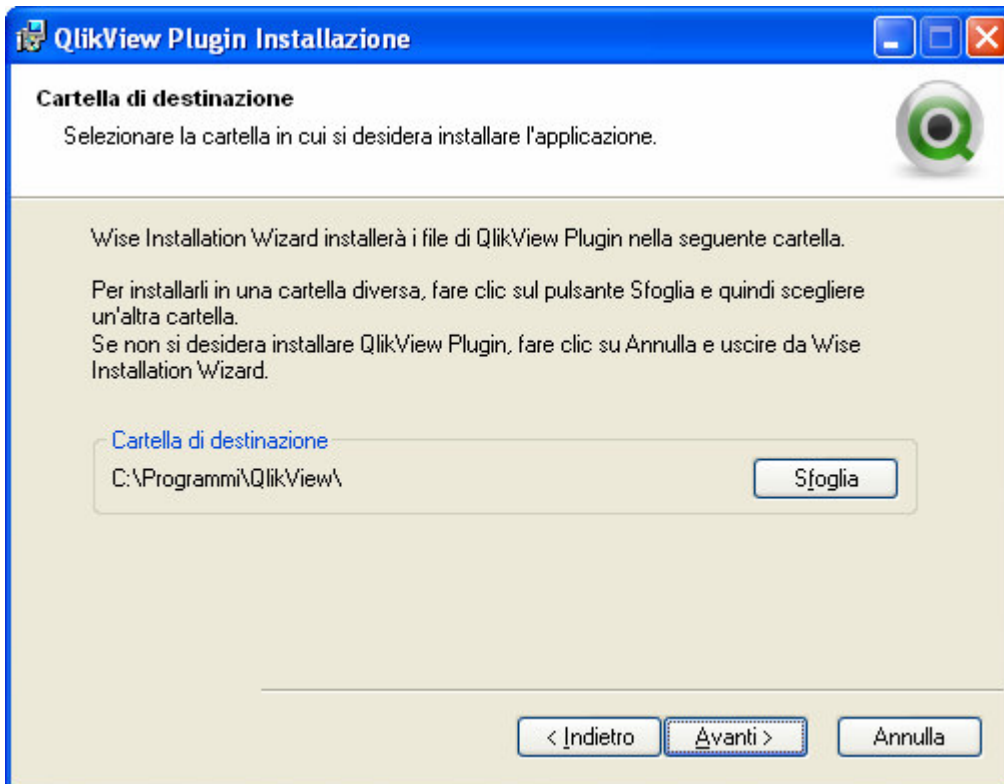 QlikView Plugin Installazione
Cartella di destinazione
Selezionare la cartella in cui si desidera installare l'applicazione.
Wise Installation Wizard installerà i file di QlikView Plugin nella seguente cartella.
Per installarli in una cartella diversa, fare clic sul pulsante Sfoglia e quindi scegliere
un'altra cartella.
Se non si desidera installare QlikView Plugin, fare clic su Annulla e uscire da Wise
Installation Wizard.
Cartella di destinazione
C:\Programmi\QlikView\
Sfoglia
< Indietro
Avanti >
Annulla